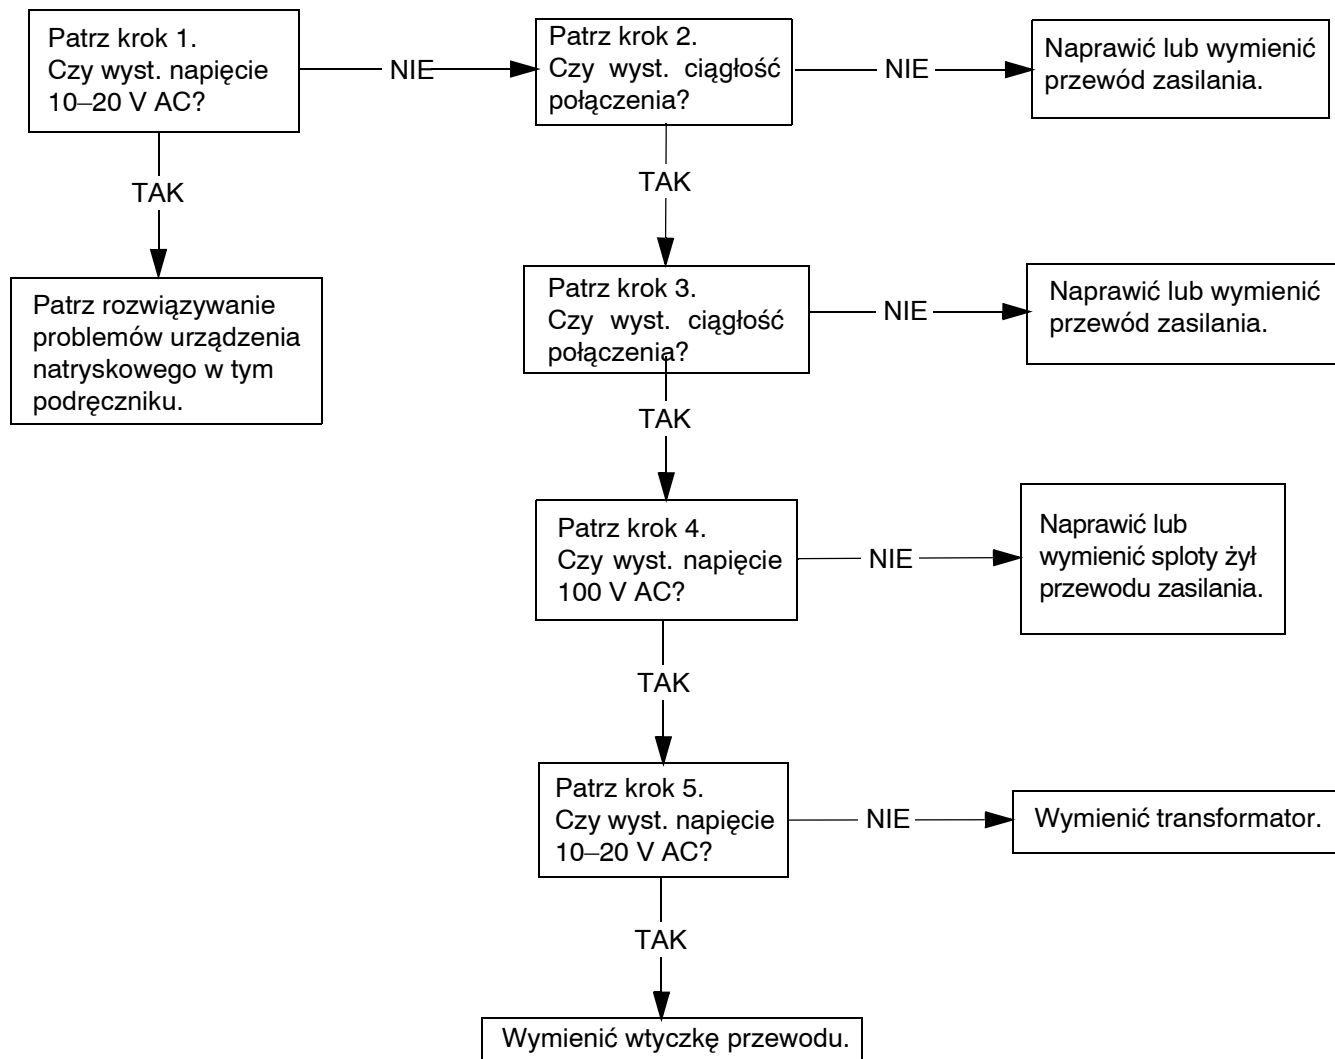 Patrz krok 1.
Czy wyst. napięcie
10–20 V AC?
NIE
Patrz krok 2.
Czy wyst. ciągłość
połączenia?
NIE
Naprawić lub wymienić
przewód zasilania.
TAK
TAK
Patrz rozwiązywanie
problemów urządzenia
natryskowego w tym
podręczniku.
Patrz krok 3.
Czy wyst. ciągłość
połączenia?
NIE
Naprawić lub wymienić
przewód zasilania.
TAK
Patrz krok 4.
Czy wyst. napięcie
100 V AC?
NIE
Naprawić lub
wymienić sploty żył
przewodu zasilania.
TAK
Patrz krok 5.
Czy wyst. napięcie
10–20 V AC?
NIE
Wymienić transformator.
TAK
Wymienić wtyczkę przewodu.